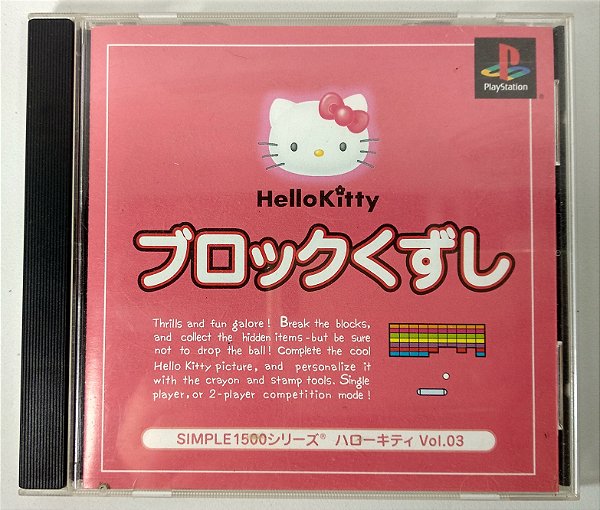 PlayStation
HelloKitty
ブロックくずし
Thrills and fun galore! Break the blocks,
and collect the hidden items-but be sure
not to drop the ball! Complete the cool
Hello Kitty picture, and personalize it
with the crayon and stamp tools. Single
player, or 2-player competition mode!
SIMPLE1500シリーズ® ハローキティ Vol.03